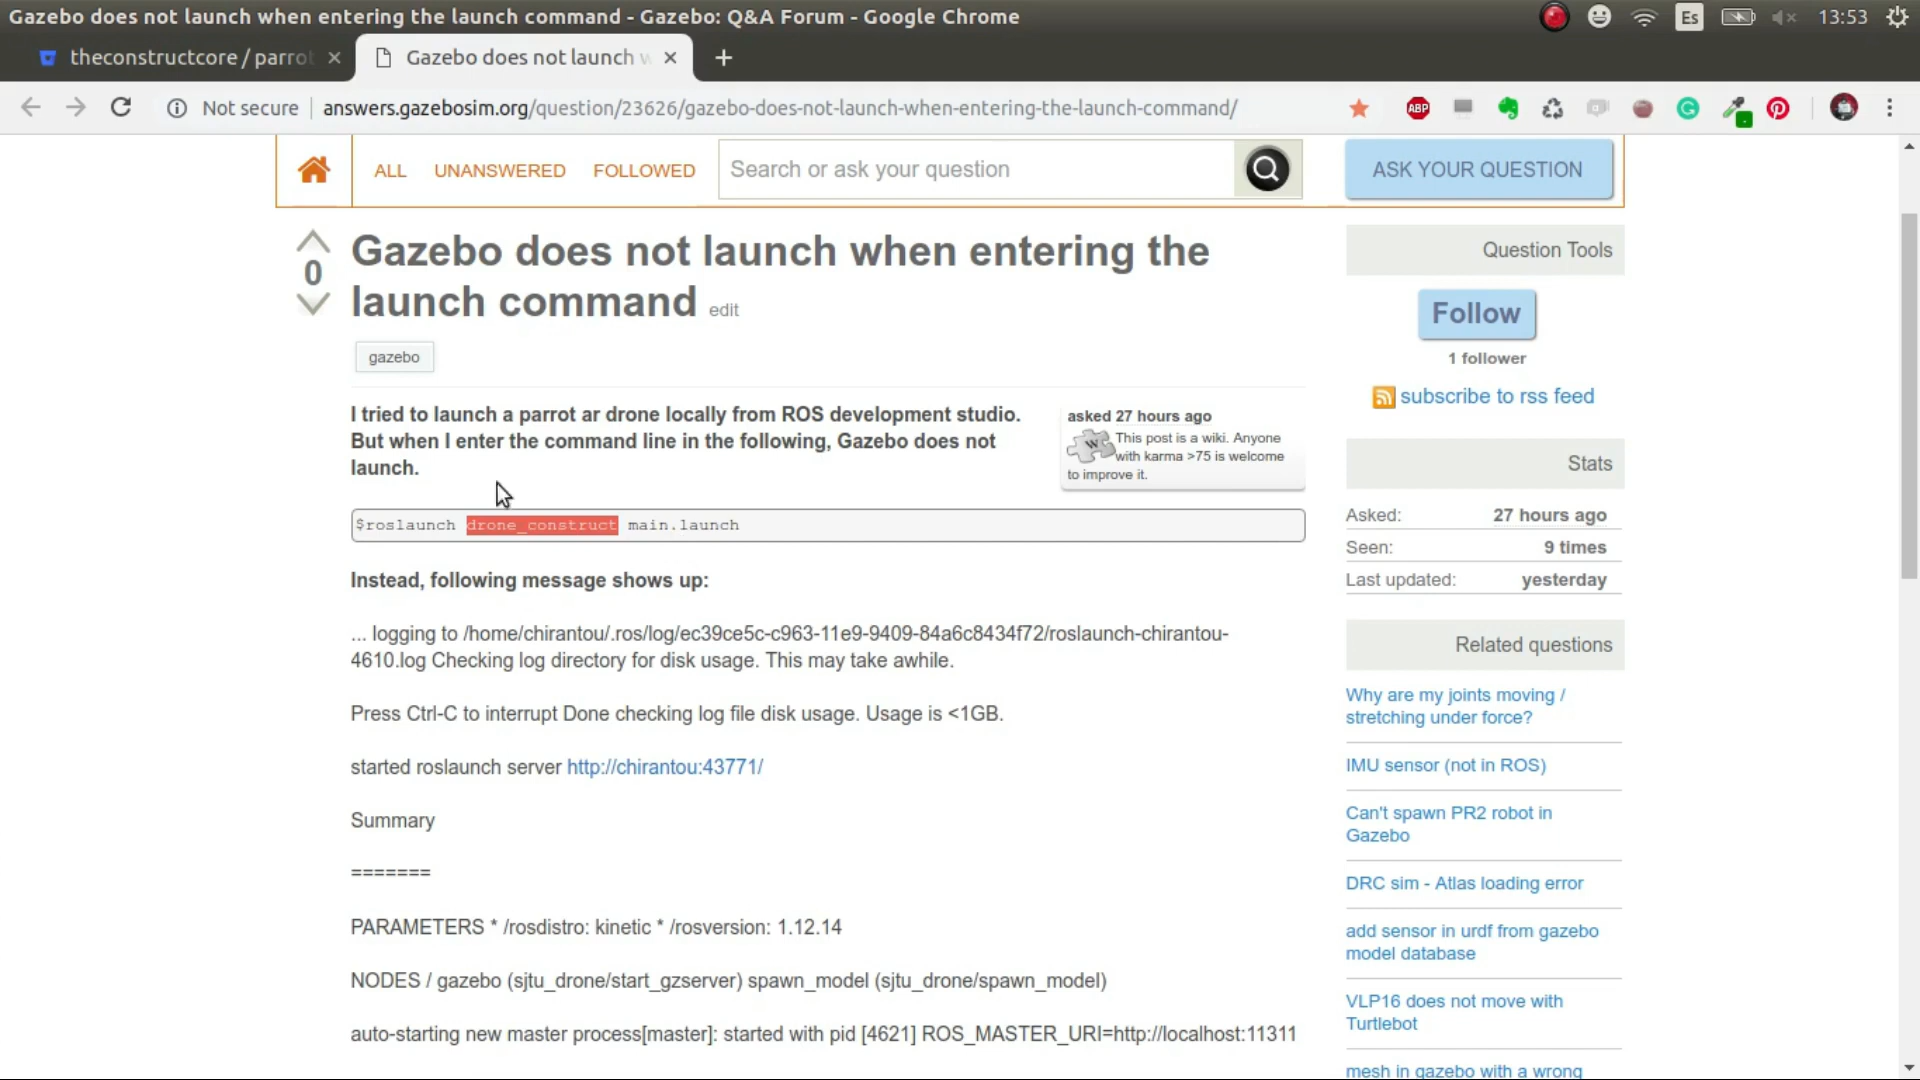 Gazebo does not launch when entering the launch command - Gazebo: Q&A Forum - Google Chrome
Es
13:53
theconstructcore / parro
Gazebo does not launch w
Not secure
answers.gazebosim.org/question/23626/gazebo-does-not-launch-when-entering-the-launch-command/
ABP
ALL
UNANSWERED
FOLLOWED
Search or ask your question
ASK YOUR QUESTION
0
Gazebo does not launch when entering the
launch command edit
gazebo
I tried to launch a parrot ar drone locally from ROS development studio.
But when I enter the command line in the following, Gazebo does not
launch.
asked 27 hours ago
W
This post is a wiki. Anyone
with karma >75 is welcome
to improve it.
$roslaunch drone_construct main.launch
Instead, following message shows up:
... logging to /home/chirantou/.ros/log/ec39ce5c-c963-11e9-9409-84a6c8434f72/roslaunch-chirantou-
4610.log Checking log directory for disk usage. This may take awhile.
Press Ctrl-C to interrupt Done checking log file disk usage. Usage is <1GB.
started roslaunch server http://chirantou:43771/
Summary
=======
PARAMETERS * /rosdistro: kinetic * /rosversion: 1.12.14
NODES / gazebo (sjtu_drone/start_gzserver) spawn_model (sjtu_drone/spawn_model)
auto-starting new master process[master]: started with pid [4621] ROS_MASTER_URI=http://localhost:11311
Question Tools
Follow
1 follower
subscribe to rss feed
Stats
Asked: 27 hours ago
Seen: 9 times
Last updated: yesterday
Related questions
Why are my joints moving /
stretching under force?
IMU sensor (not in ROS)
Can't spawn PR2 robot in
Gazebo
DRC sim - Atlas loading error
add sensor in urdf from gazebo
model database
VLP16 does not move with
Turtlebot
mesh in gazebo with a wrong